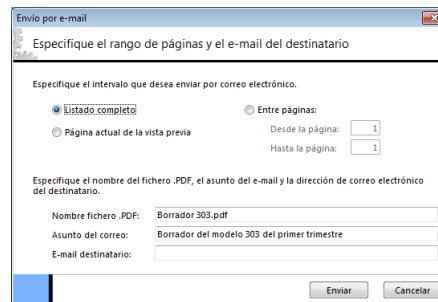 Envío por e-mail
Especifique el rango de páginas y el e-mail del destinatario
Especifique el intervalo que desea enviar por correo electrónico.
Listado completo
Entre páginas:
Página actual de la vista previa
Desde la página: 1
Hasta la página: 1
Especifique el nombre del fichero .PDF, el asunto del e-mail y la dirección de correo electrónico
del destinatario.
Nombre fichero .PDF: Borrador 303.pdf
Asunto del correo: Borrador del modelo 303 del primer trimestre
E-mail destinatario:
Enviar Cancelar